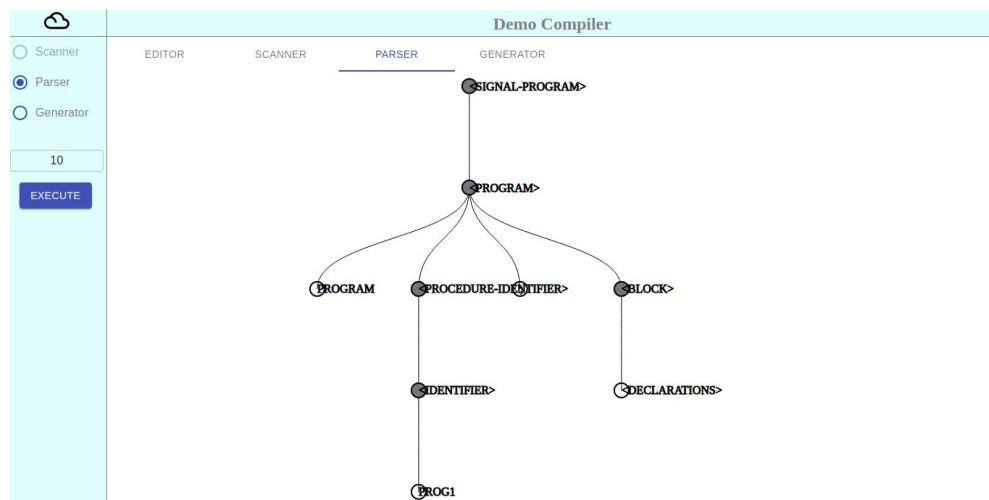 Demo Compiler
Scanner
Parser
Generator
10
EXECUTE
EDITOR SCANNER PARSER GENERATOR
<SIGNAL-PROGRAM>
<PROGRAM>
PROGRAM <PROCEDURE-IDENTIFIER> <BLOCK>
<IDENTIFIER> <DECLARATIONS>
PROG1